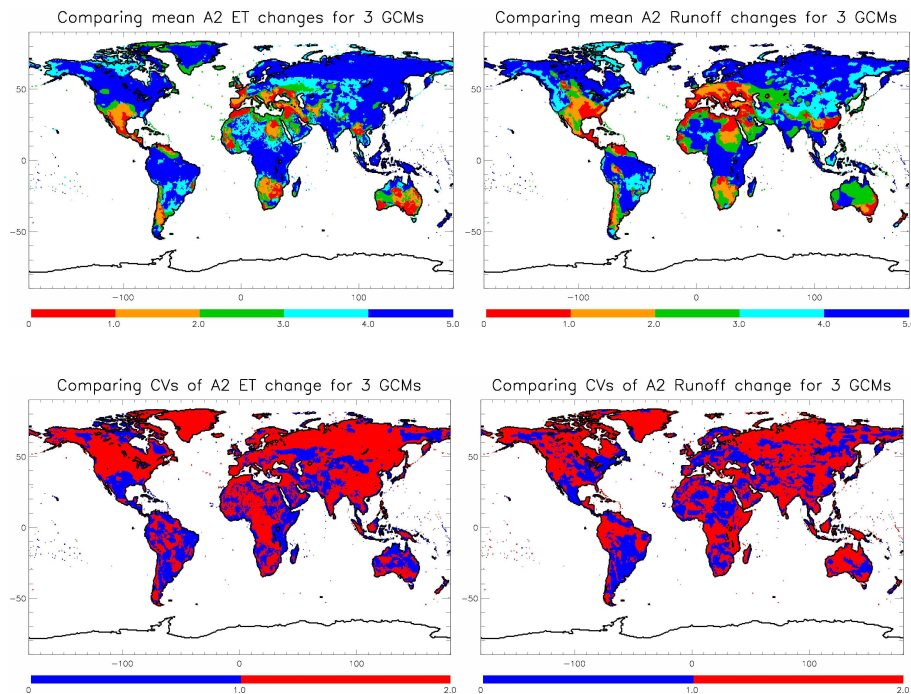 Comparing mean A2 ET changes for 3 GCMs
Comparing mean A2 Runoff changes for 3 GCMs
50
0
-50
-100 0 100
0 1.0 2.0 3.0 4.0 5.0
50
0
-50
-100 0 100
0 1.0 2.0 3.0 4.0 5.0
Comparing CVs of A2 ET change for 3 GCMs
Comparing CVs of A2 Runoff change for 3 GCMs
50
0
-50
-100 0 100
0 1.0 2.0
50
0
-50
-100 0 100
0 1.0 2.0